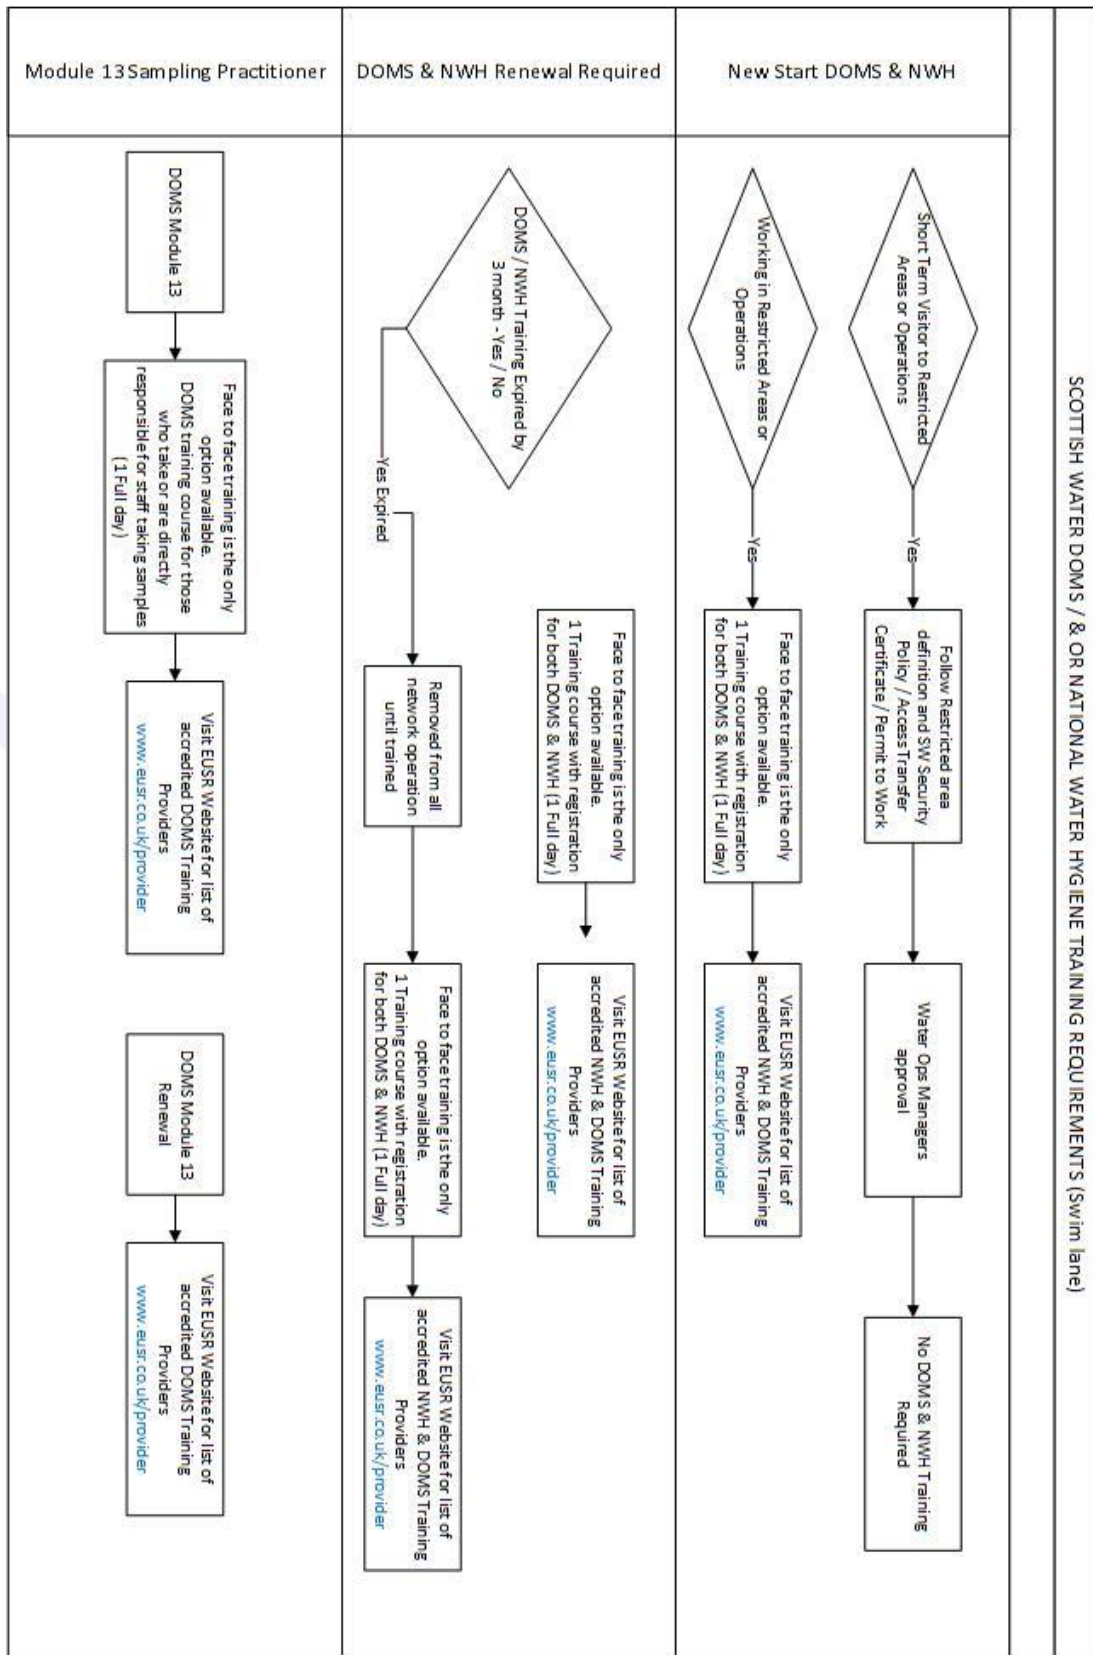 SCOTTISH WATER DOMS / & OR NATIONAL WATER HYGIENE TRAINING REQUIREMENTS (Swim lane)
New Start DOMS & NWH
Short Term Visitor to Restricted
Areas or Operations
Yes
Follow Restricted area
definition and SW Security
Policy / Access Transfer
Certificate / Permit to Work
Water Ops Managers
approval
No DOMS & NWH Training
Required
Working in Restricted Areas or
Operations
Yes
Face to face training is the only
option available.
1 Training course with registration
for both DOMS & NWH (1 Full day)
Visit EUSR Website for list of
accredited NWH & DOMS Training
Providers
www.eusr.co.uk/provider
DOMS & NWH Renewal Required
DOMS / NWH Training Expired by
3 month - Yes / No
Face to face training is the only
option available.
1 Training course with registration
for both DOMS & NWH (1 Full day)
Visit EUSR Website for list of
accredited NWH & DOMS Training
Providers
www.eusr.co.uk/provider
Yes Expired
Removed from all
network operation
until trained
Face to face training is the only
option available.
1 Training course with registration
for both DOMS & NWH (1 Full day)
Visit EUSR Website for list of
accredited NWH & DOMS Training
Providers
www.eusr.co.uk/provider
Module 13 Sampling Practitioner
DOMS Module 13
Face to face training is the only
option available.
DOMS training course for those
who take or are directly
responsible for staff taking samples
(1 Full day)
Visit EUSR Website for list of
accredited DOMS Training
Providers
www.eusr.co.uk/provider
DOMS Module 13
Renewal
Visit EUSR Website for list of
accredited DOMS Training
Providers
www.eusr.co.uk/provider